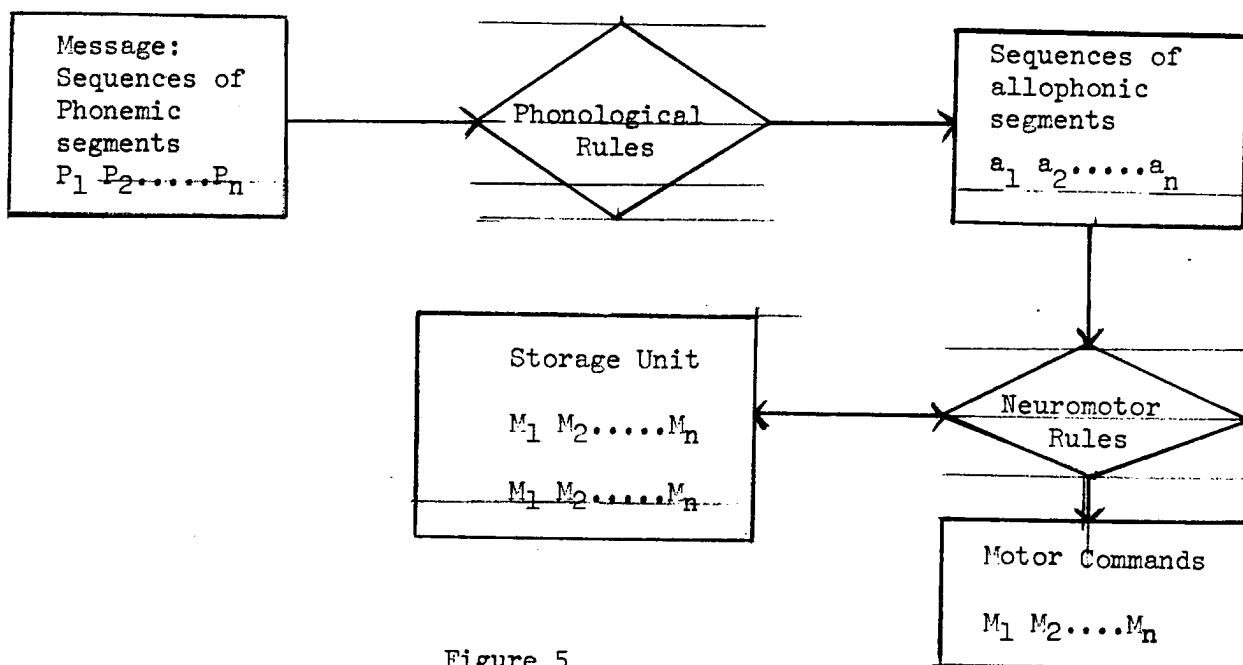 Message:
Sequences of
Phonemic
segments
P1 P2.....Pn
Phonological
Rules
Sequences of
allophonic
segments
a1 a2.....an
Storage Unit
M1 M2.....Mn
M1 M2.....Mn
Neuromotor
Rules
Motor Commands
M1 M2....Mn
Figure 5